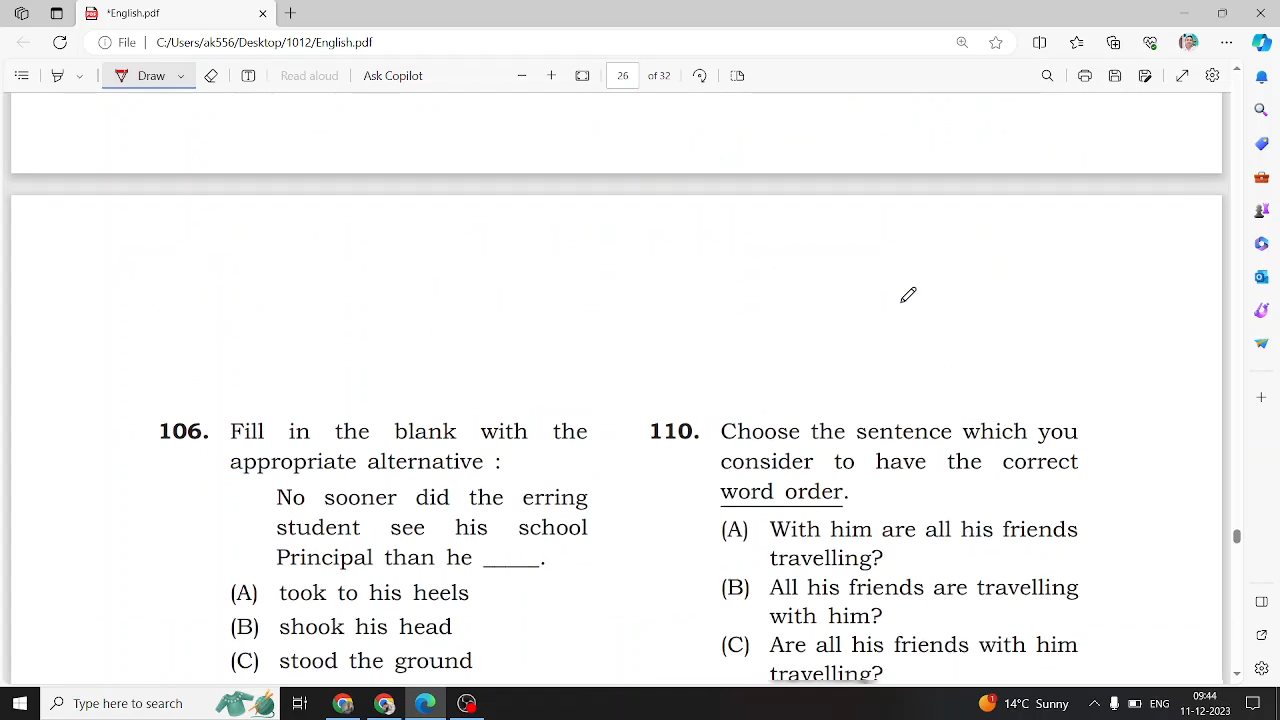 *English.pdf
File
C:/Users/ak556/Desktop/1012/English.pdf
Draw
Read aloud
Ask Copilot
26
of 32
106. Fill in the blank with the
appropriate alternative :
No sooner did the erring
student see his school
Principal than he _____.
(A) took to his heels
(B) shook his head
(C) stood the ground
110. Choose the sentence which you
consider to have the correct
word order.
(A) With him are all his friends
travelling?
(B) All his friends are travelling
with him?
(C) Are all his friends with him
travelling?
Type here to search
1
14°C Sunny
ENG
09:44
11-12-2023